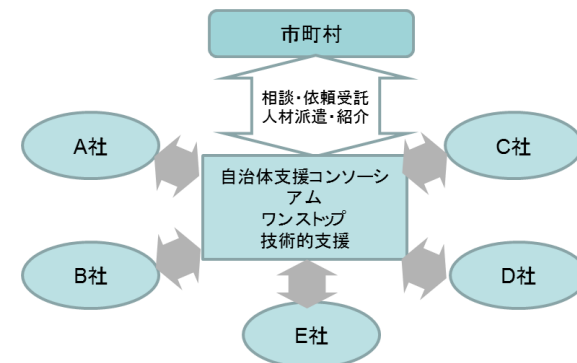 市町村
相談・依頼受託
人材派遣・紹介
A社
C社
自治体支援コンソーシ
アム
ワンストップ
技術的支援
B社
D社
E社